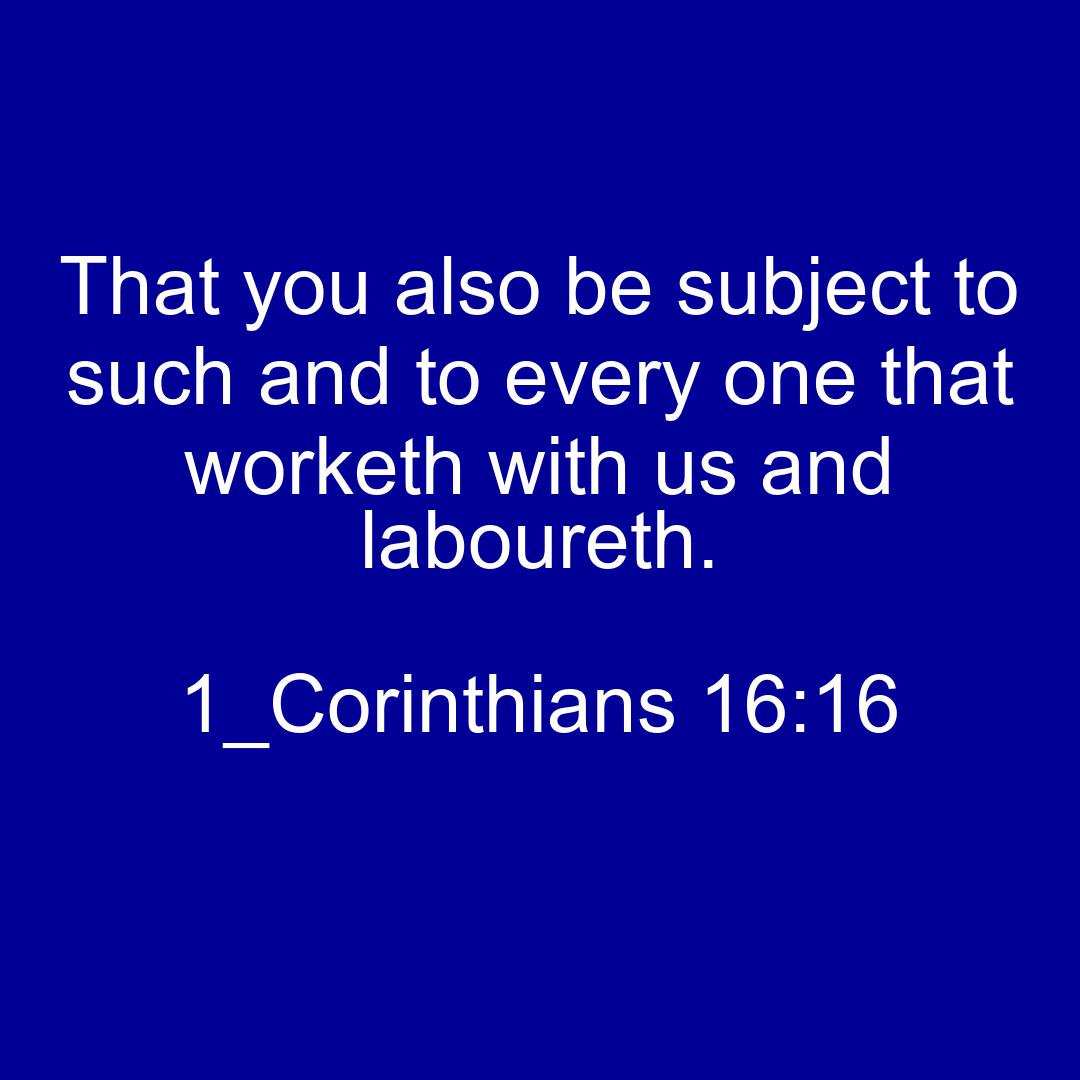 That you also be subject to
such and to every one that
worketh with us and
laboureth.
1_Corinthians 16:16